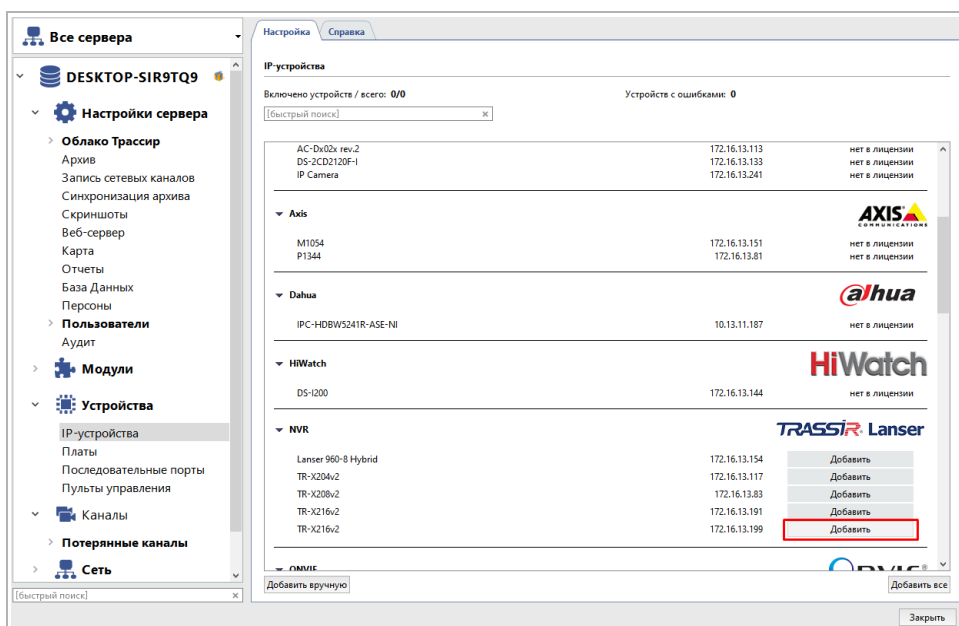 Все сервера
DESKTOP-SIR9TQ9
Настройки сервера
Облако Трассир
Архив
Запись сетевых каналов
Синхронизация архива
Скриншоты
Веб-сервер
Карта
Отчеты
База Данных
Персоны
Пользователи
Аудит
Модули
Устройства
IP-устройства
Платы
Последовательные порты
Пульты управления
Каналы
Потерянные каналы
Сеть
[быстрый поиск]
Настройка Справка
IP-устройства
Включено устройств / всего: 0/0 Устройств с ошибками: 0
[быстрый поиск]
AC-Dx02x rev.2 172.16.13.113 нет в лицензии
DS-2CD2120F-I 172.16.13.133 нет в лицензии
IP Camera 172.16.13.241 нет в лицензии
Axis AXIS
COMMUNICATIONS
M1054 172.16.13.151 нет в лицензии
P1344 172.16.13.81 нет в лицензии
Dahua alhua
IPC-HDBW5241R-ASE-NI 10.13.11.187 нет в лицензии
HiWatch HiWatch
DS-I200 172.16.13.144 нет в лицензии
NVR TRASSIR Lanser
Lanser 960-8 Hybrid 172.16.13.154 Добавить
TR-X204v2 172.16.13.117 Добавить
TR-X208v2 172.16.13.83 Добавить
TR-X216v2 172.16.13.191 Добавить
TR-X216v2 172.16.13.199 Добавить
ONVIF ONVIF
Добавить вручную Добавить все
Закрыть